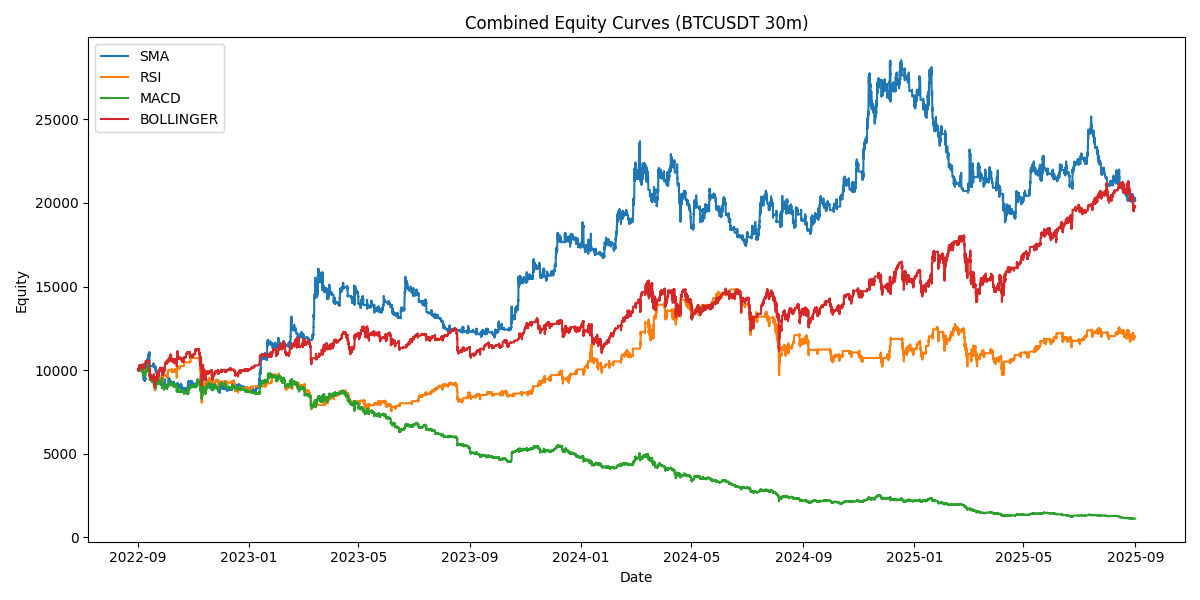 Combined Equity Curves (BTCUSDT 30m)
SMA
RSI
MACD
BOLLINGER
Equity
25000
20000
15000
10000
5000
0
2022-09 2023-01 2023-05 2023-09 2024-01 2024-05 2024-09 2025-01 2025-05 2025-09
Date